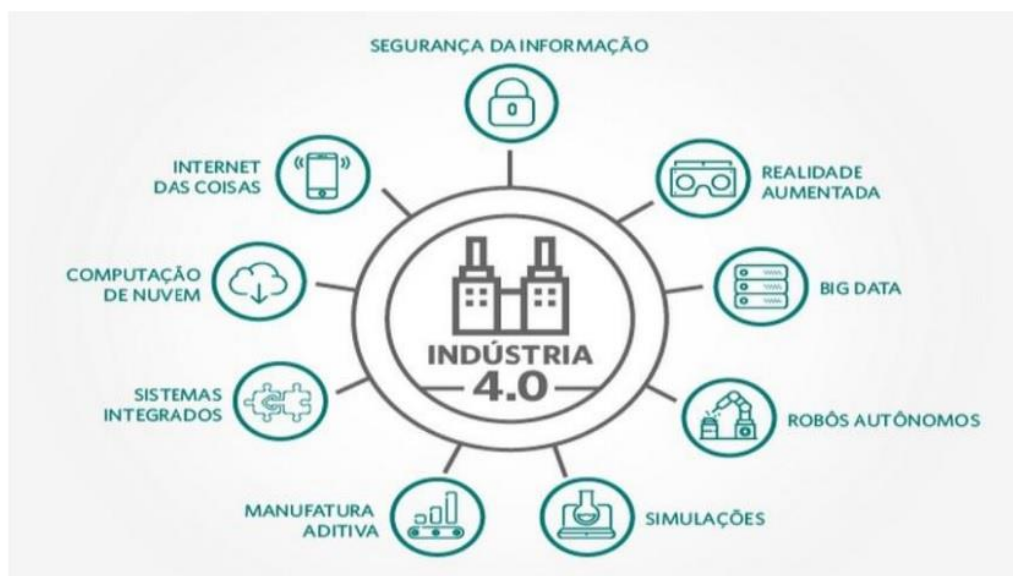 SEGURANÇA DA INFORMAÇÃO
INTERNET
DAS COISAS
REALIDADE
AUMENTADA
COMPUTAÇÃO
DE NUVEM
BIG DATA
INDÚSTRIA
4.0
SISTEMAS
INTEGRADOS
ROBÔS AUTÔNOMOS
MANUFATURA
ADITIVA
SIMULAÇÕES